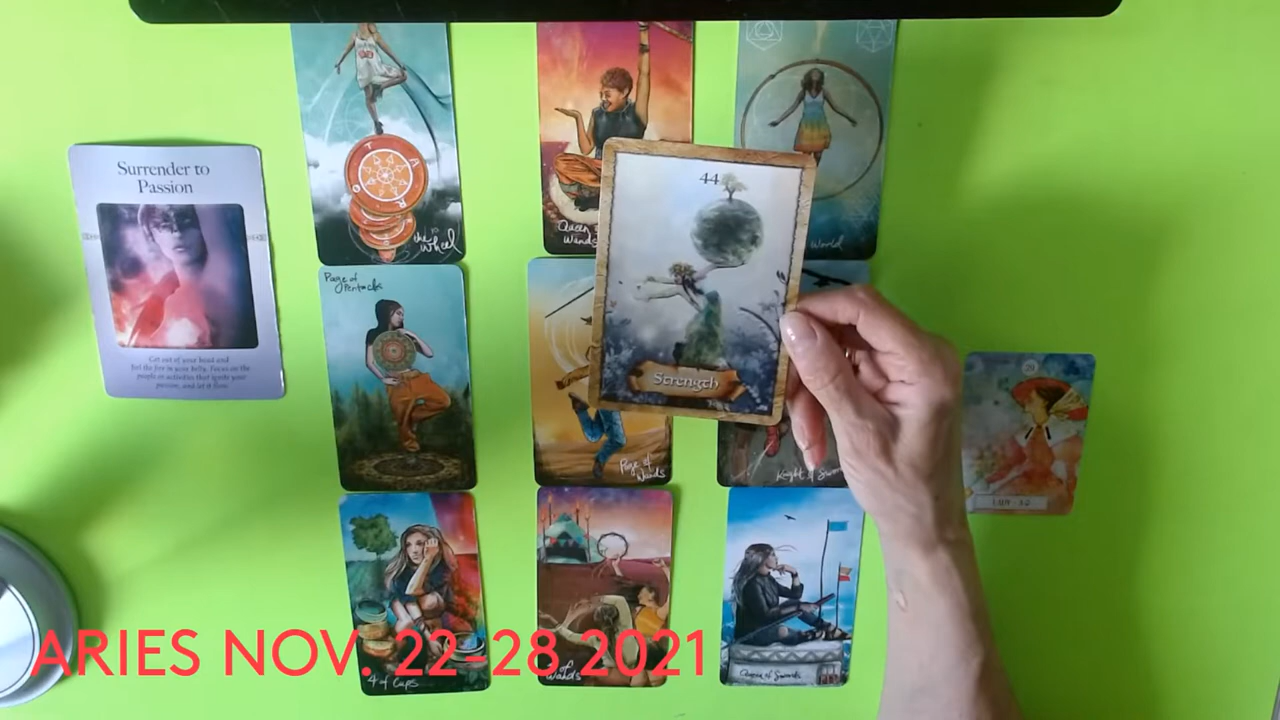 Surrender to
Passion
Get out of your head and
feel the fire in your belly. Focus on the
people or activities that ignite your
passion, and let it flow.
T A R O
10
the Wheel
Queen
Wands
World
44
Strength
Page of
Pentacles
Page of
Wands
Knight of Swords
4 of Cups
of
Wands
Queen of Swords
ARIES NOV. 22-28 2021